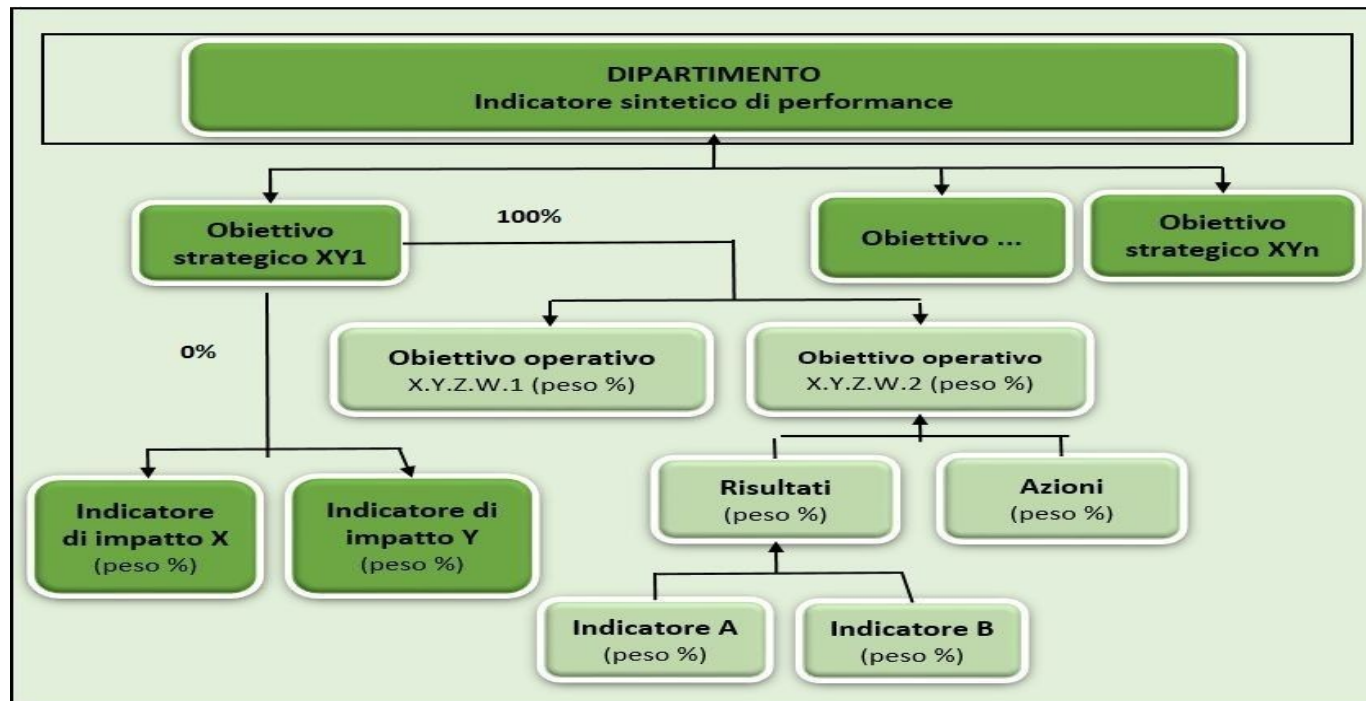 DIPARTIMENTO
Indicatore sintetico di performance
Obiettivo
strategico XY1
100%
Obiettivo ...
Obiettivo
strategico XYn
0%
Obiettivo operativo
X.Y.Z.W.1 (peso %)
Obiettivo operativo
X.Y.Z.W.2 (peso %)
Indicatore
di impatto X
(peso %)
Indicatore di
impatto Y
(peso %)
Risultati
(peso %)
Azioni
(peso %)
Indicatore A
(peso %)
Indicatore B
(peso %)